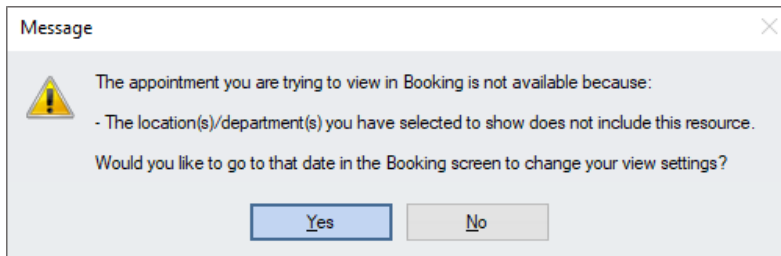 Message
The appointment you are trying to view in Booking is not available because:
- The location(s)/department(s) you have selected to show does not include this resource.
Would you like to go to that date in the Booking screen to change your view settings?
Yes
No